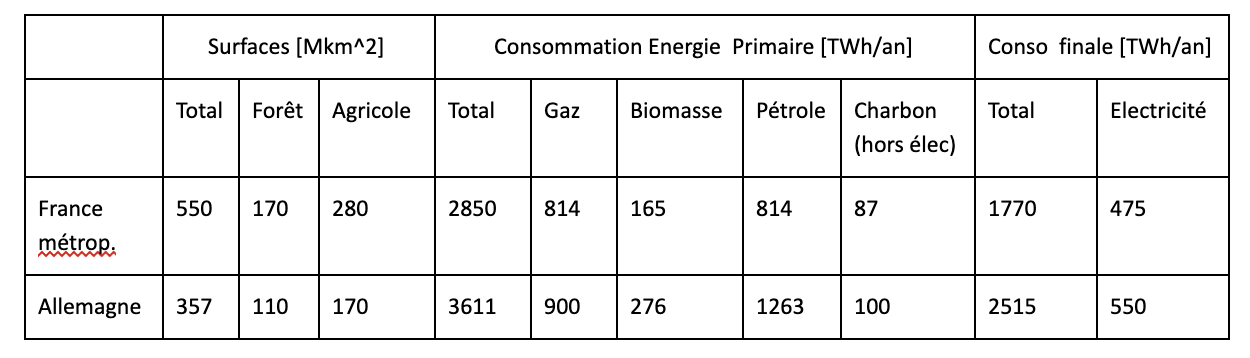 Surfaces [Mkm^2] Consommation Energie Primaire [TWh/an] Conso finale [TWh/an]
Total Forêt Agricole Total Gaz Biomasse Pétrole Charbon (hors élec) Total Electricité
France métrop. 550 170 280 2850 814 165 814 87 1770 475
Allemagne 357 110 170 3611 900 276 1263 100 2515 550